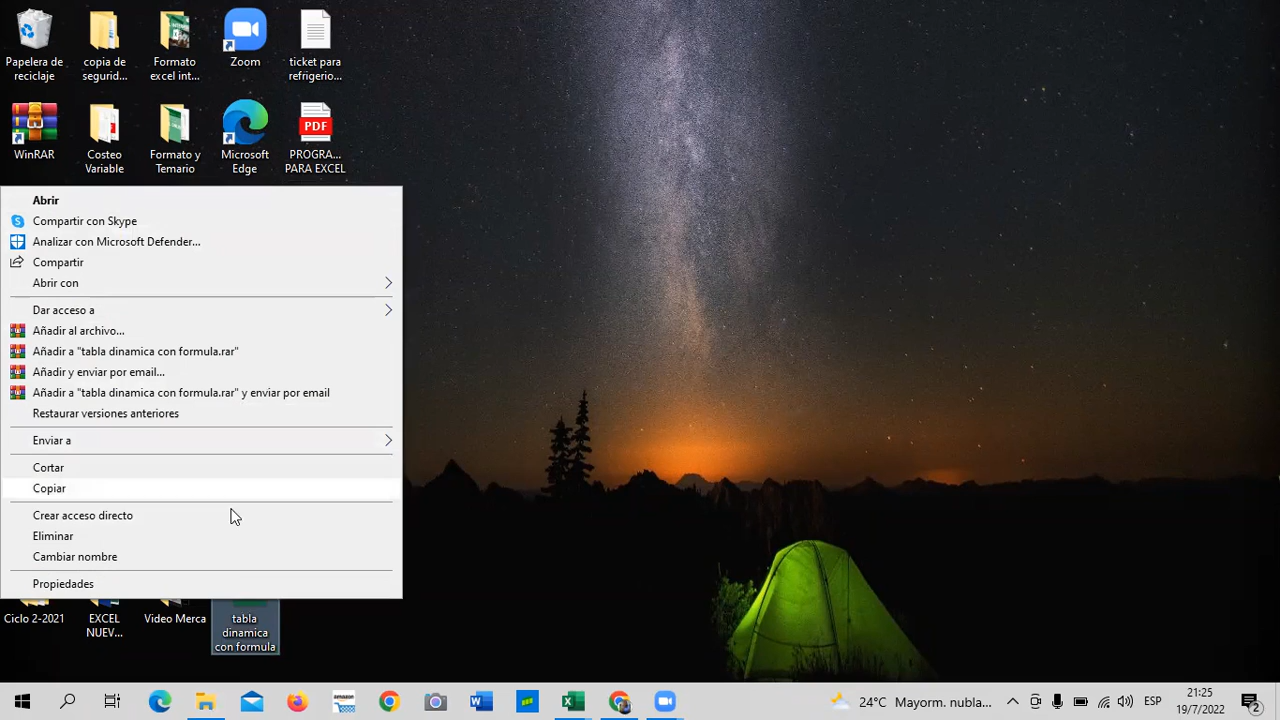 Papelera de
reciclaje
copia de
segurid...
Formato
excel int...
Zoom
ticket para
refrigerio...
WinRAR
Costeo
Variable
Formato y
Temario
Microsoft
Edge
PDF
PROGRA...
PARA EXCEL
Abrir
Compartir con Skype
Analizar con Microsoft Defender...
Compartir
Abrir con
Dar acceso a
Añadir al archivo...
Añadir a "tabla dinamica con formula.rar"
Añadir y enviar por email...
Añadir a "tabla dinamica con formula.rar" y enviar por email
Restaurar versiones anteriores
Enviar a
Cortar
Copiar
Crear acceso directo
Eliminar
Cambiar nombre
Propiedades
Ciclo 2-2021
EXCEL
NUEV...
Video Merca
tabla
dinamica
con formula
24°C Mayorm. nubla...
ESP
21:25
19/7/2022
2